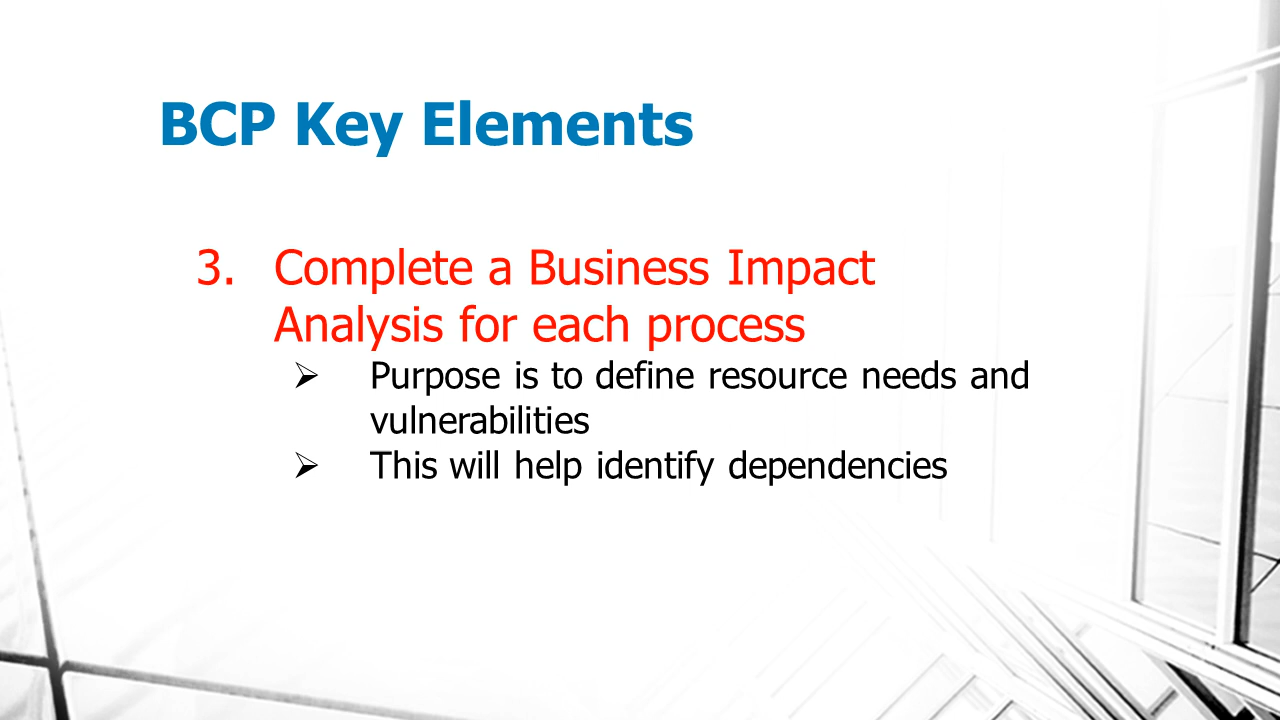 BCP Key Elements
3. Complete a Business Impact
Analysis for each process
➢ Purpose is to define resource needs and
vulnerabilities
➢ This will help identify dependencies